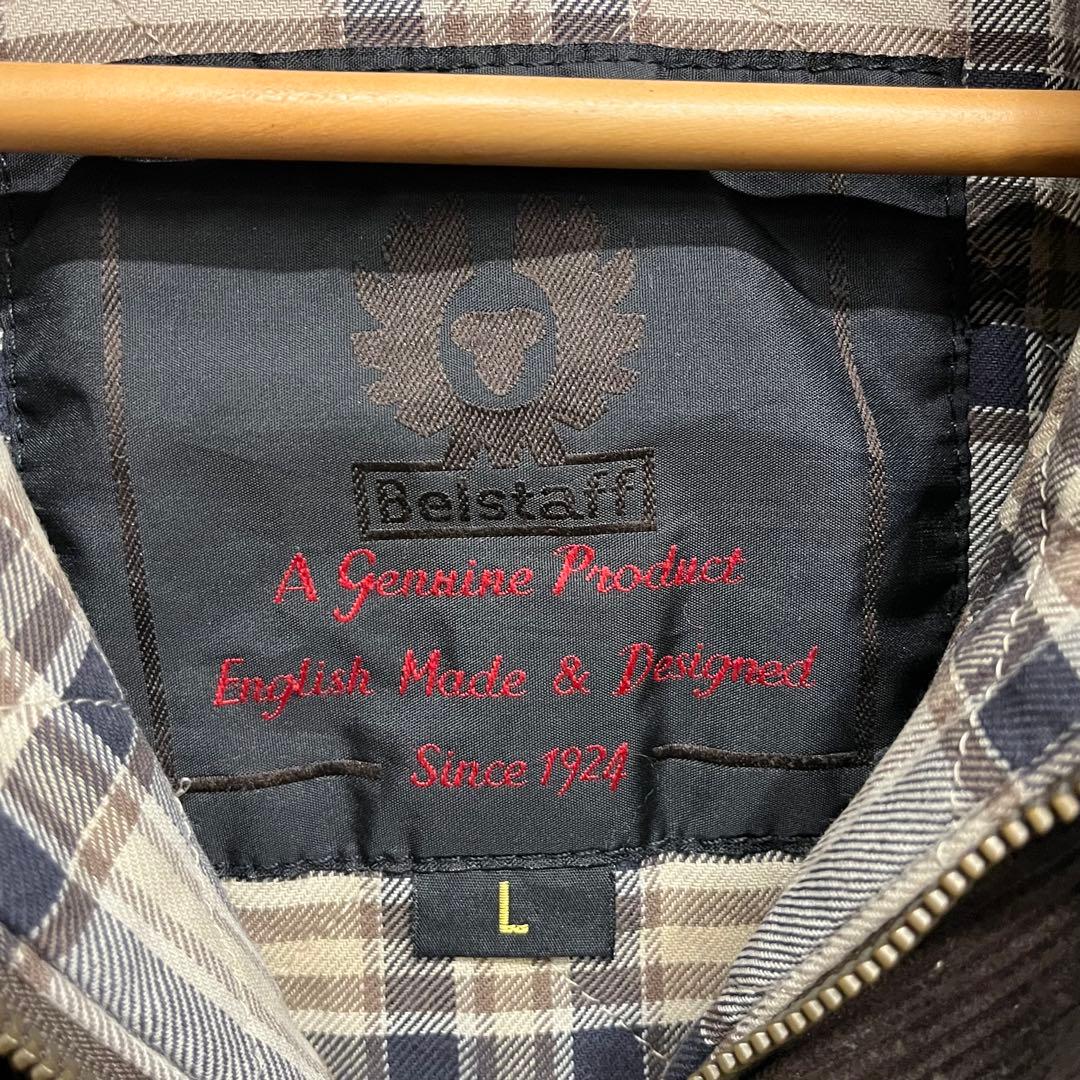 Belstaff
A Genuine Product
English Made & Designed
Since 1924
L